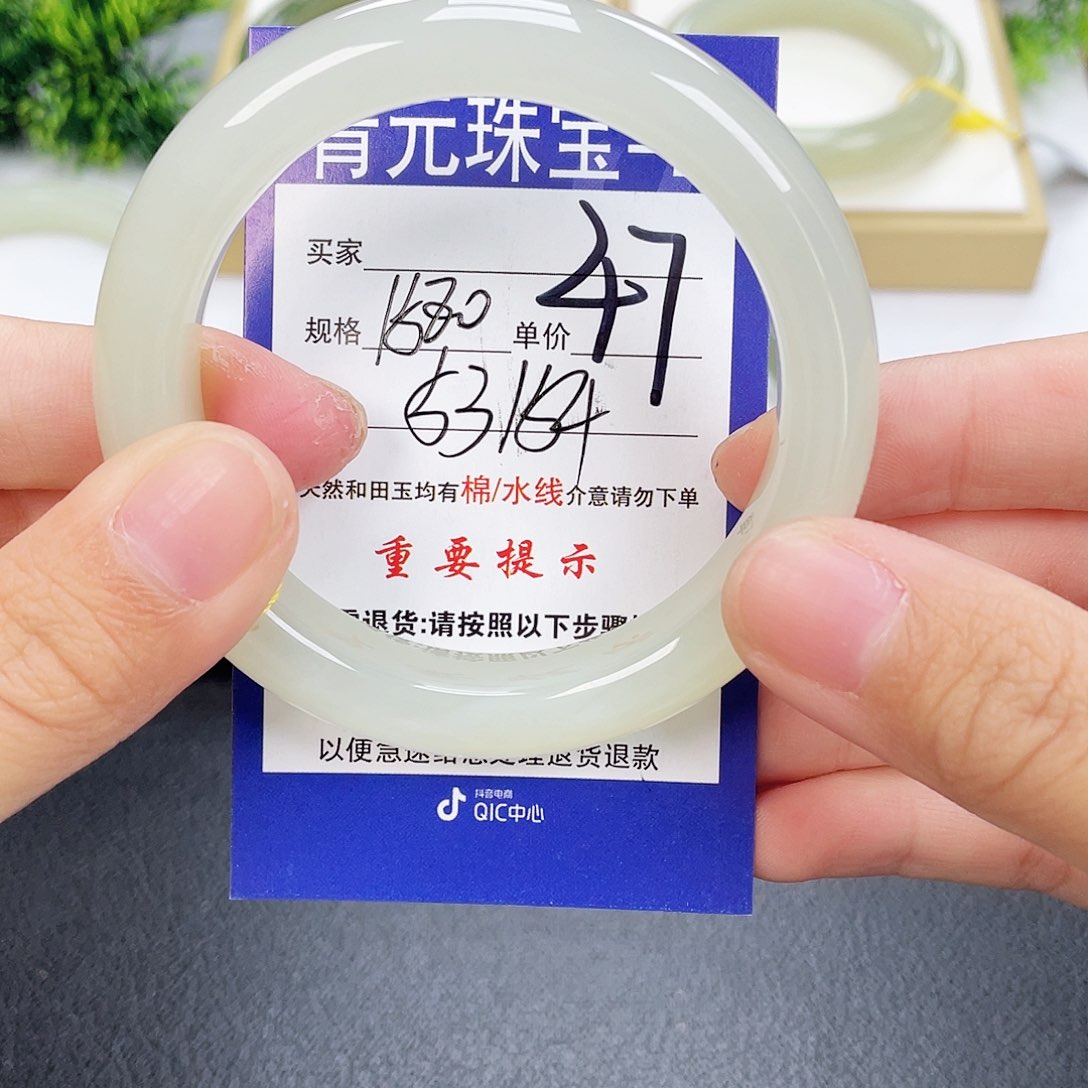 元珠宝
买家
47
规格 1580 单价
天然和田玉均有棉/水线介意请勿下单
重要提示
退货:请按照以下步骤
以便急速给您处理退货退款
抖音电商
QIC中心